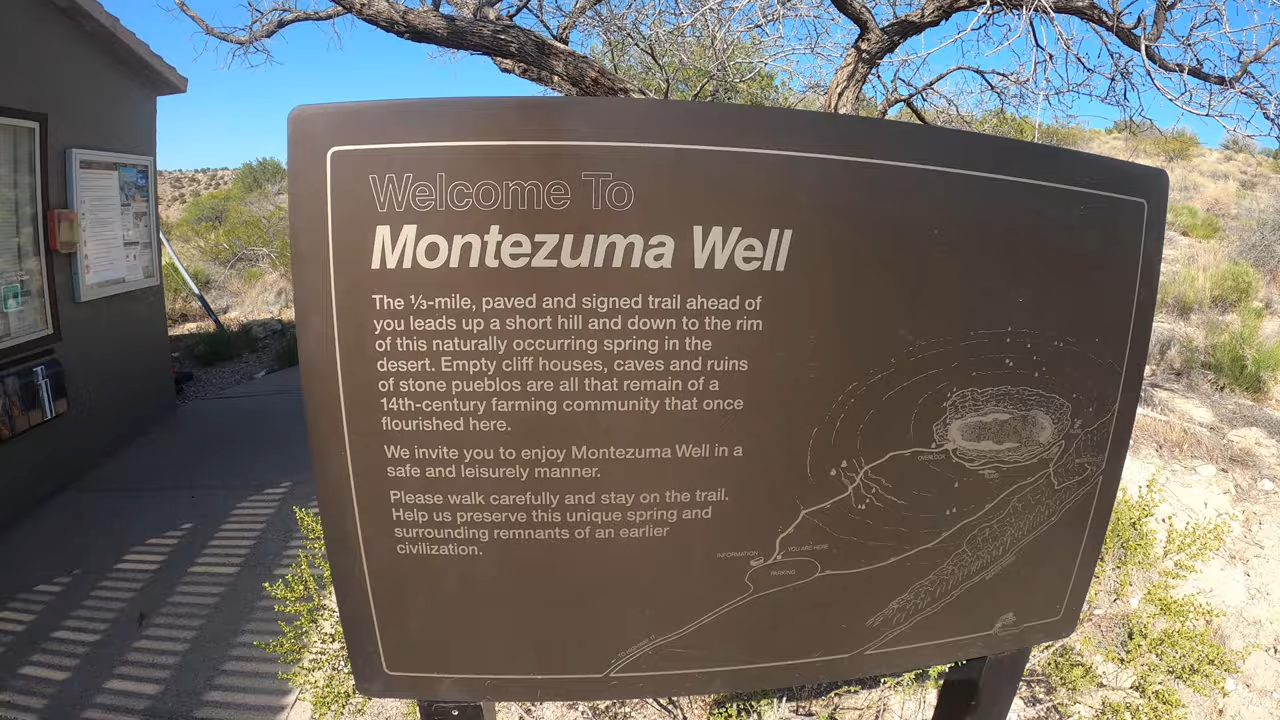 Welcome To
Montezuma Well
The ⅓-mile, paved and signed trail ahead of
you leads up a short hill and down to the rim
of this naturally occurring spring in the
desert. Empty cliff houses, caves and ruins
of stone pueblos are all that remain of a
14th-century farming community that once
flourished here.
We invite you to enjoy Montezuma Well in a
safe and leisurely manner.
Please walk carefully and stay on the trail.
Help us preserve this unique spring and
surrounding remnants of an earlier
civilization.
OVERLOOK
INFORMATION
YOU ARE HERE
PARKING
TO HIGHWAY 17